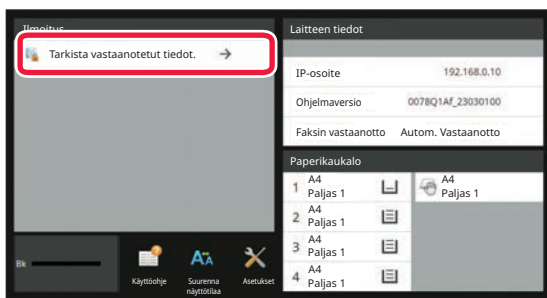 Ilmoitus
Tarkista vastaanotetut tiedot.
Bk
Käyttöohje
Suurenna
näyttötilaa
Asetukset
Laitteen tiedot
IP-osoite 192.168.0.10
Ohjelmaversio 0078Q1Af_23030100
Faksin vastaanotto Autom. Vastaanotto
Paperikaukalo
1 A4
Paljas 1
A4
Paljas 1
2 A4
Paljas 1
3 A4
Paljas 1
4 A4
Paljas 1